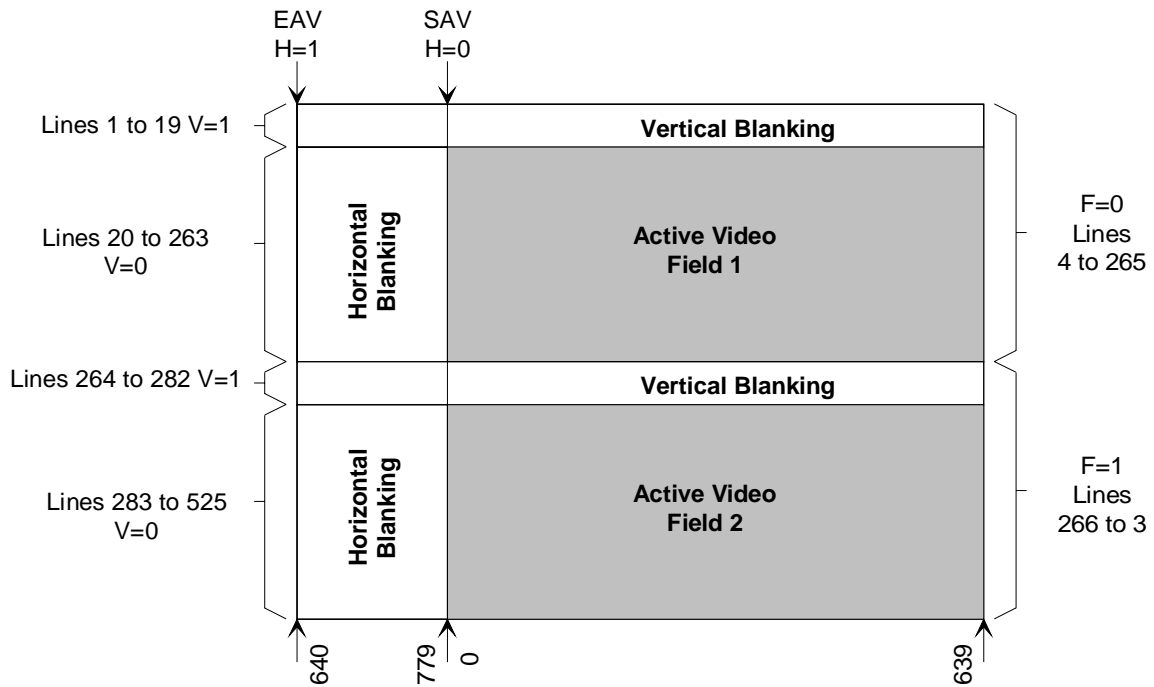 EAV
H=1
SAV
H=0
Lines 1 to 19 V=1
Vertical Blanking
Lines 20 to 263
V=0
Horizontal
Blanking
Active Video
Field 1
F=0
Lines
4 to 265
Lines 264 to 282 V=1
Vertical Blanking
Lines 283 to 525
V=0
Horizontal
Blanking
Active Video
Field 2
F=1
Lines
266 to 3
640
779
0
639